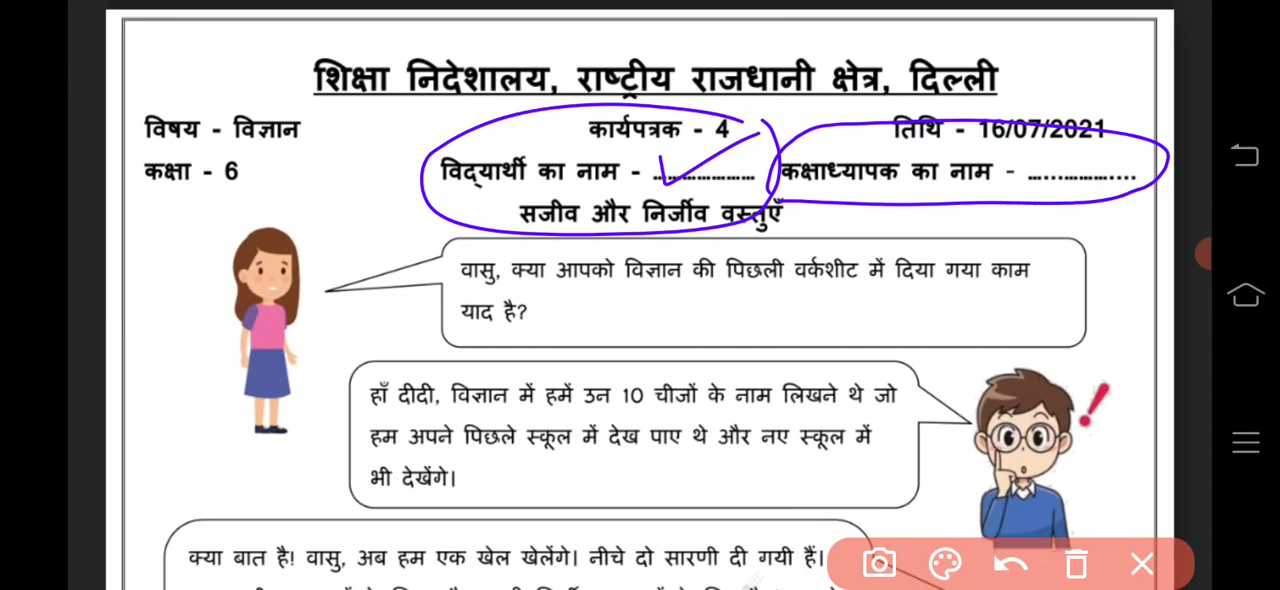 शिक्षा निदेशालय, राष्ट्रीय राजधानी क्षेत्र, दिल्ली
विषय - विज्ञान कार्यपत्रक - 4 तिथि - 16/07/2021
कक्षा - 6 विद्यार्थी का नाम - ..................... कक्षाध्यापक का नाम - ......................
सजीव और निर्जीव वस्तुएँ
वासु, क्या आपको विज्ञान की पिछली वर्कशीट में दिया गया काम
याद है?
हाँ दीदी, विज्ञान में हमें उन 10 चीजों के नाम लिखने थे जो
हम अपने पिछले स्कूल में देख पाए थे और नए स्कूल में
भी देखेंगे।
क्या बात है! वासु, अब हम एक खेल खेलेंगे। नीचे दो सारणी दी गयी हैं।